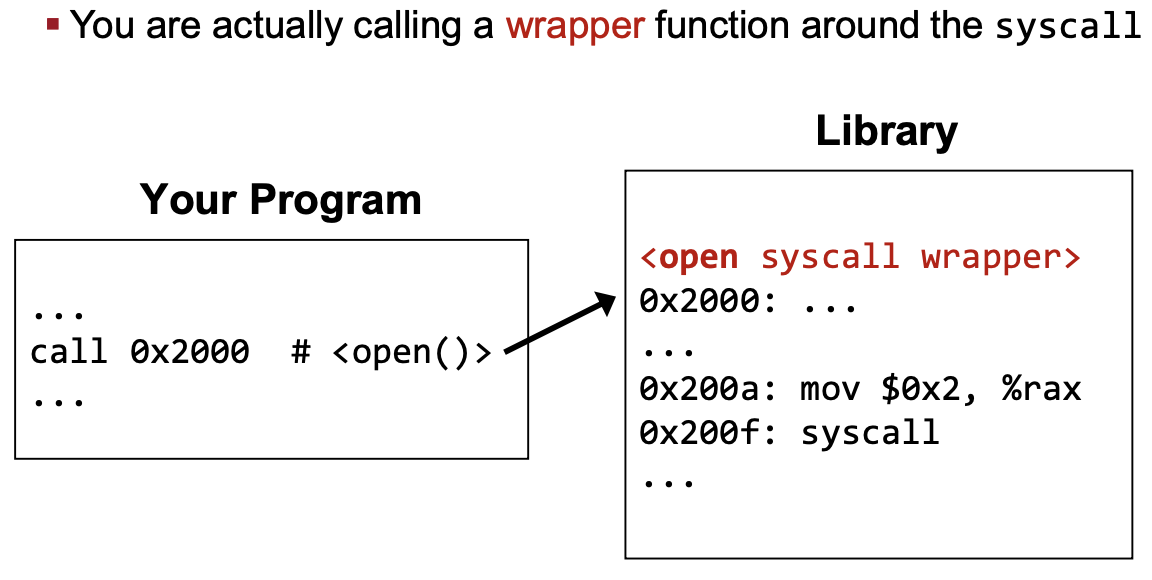 ▪ You are actually calling a wrapper function around the syscall
Library
Your Program
...
call 0x2000 # <open()>
...
<open syscall wrapper>
0x2000: ...
...
0x200a: mov $0x2, %rax
0x200f: syscall
...